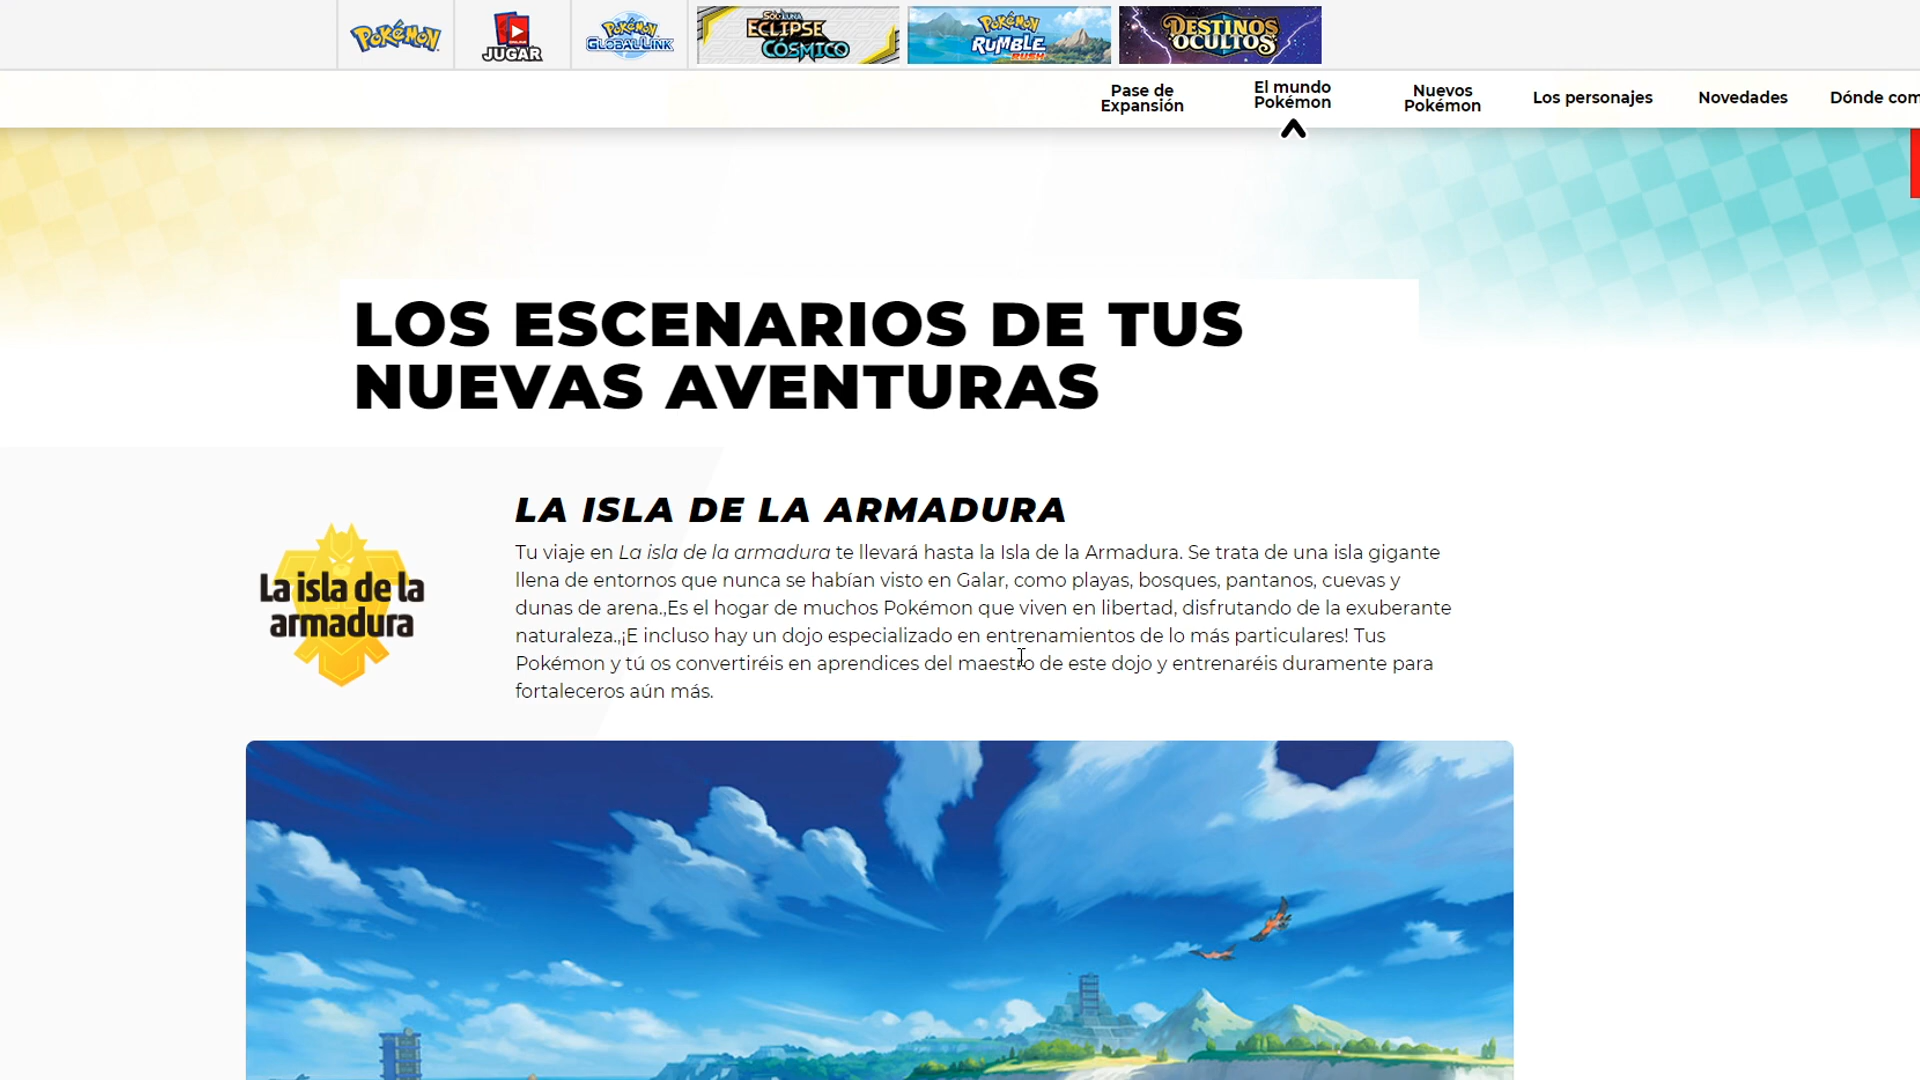 Pokémon
JUGAR
Pokémon
GLOBAL LINK
SOL Y LUNA
ECLIPSE
CÓSMICO
Pokémon
RUMBLE
RUSH
DESTINOS
OCULTOS
Pase de
Expansión
El mundo
Pokémon
Nuevos
Pokémon
Los personajes
Novedades
Dónde com
LOS ESCENARIOS DE TUS
NUEVAS AVENTURAS
LA ISLA DE LA ARMADURA
La isla de la
armadura
Tu viaje en La isla de la armadura te llevará hasta la Isla de la Armadura. Se trata de una isla gigante
llena de entornos que nunca se habían visto en Galar, como playas, bosques, pantanos, cuevas y
dunas de arena.,Es el hogar de muchos Pokémon que viven en libertad, disfrutando de la exuberante
naturaleza.,¡E incluso hay un dojo especializado en entrenamientos de lo más particulares! Tus
Pokémon y tú os convertiréis en aprendices del maestro de este dojo y entrenaréis duramente para
fortaleceros aún más.